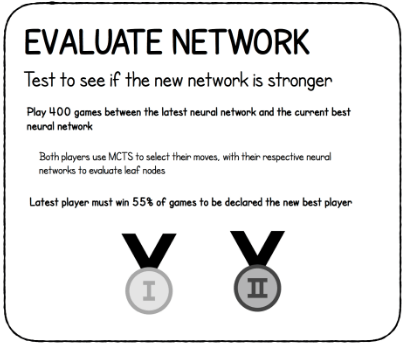 EVALUATE NETWORK
Test to see if the new network is stronger
Play 400 games between the latest neural network and the current best
neural network
Both players use MCTS to select their moves, with their respective neural
networks to evaluate leaf nodes
Latest player must win 55% of games to be declared the new best player
I II